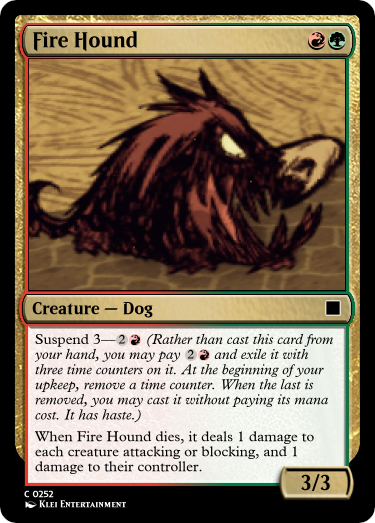 Fire Hound
Creature — Dog
Suspend 3—2R (Rather than cast this card from
your hand, you may pay 2R and exile it with
three time counters on it. At the beginning of your
upkeep, remove a time counter. When the last is
removed, you may cast it without paying its mana
cost. It has haste.)
When Fire Hound dies, it deals 1 damage to
each creature attacking or blocking, and 1
damage to their controller.
3/3
C 0252
Klei Entertainment